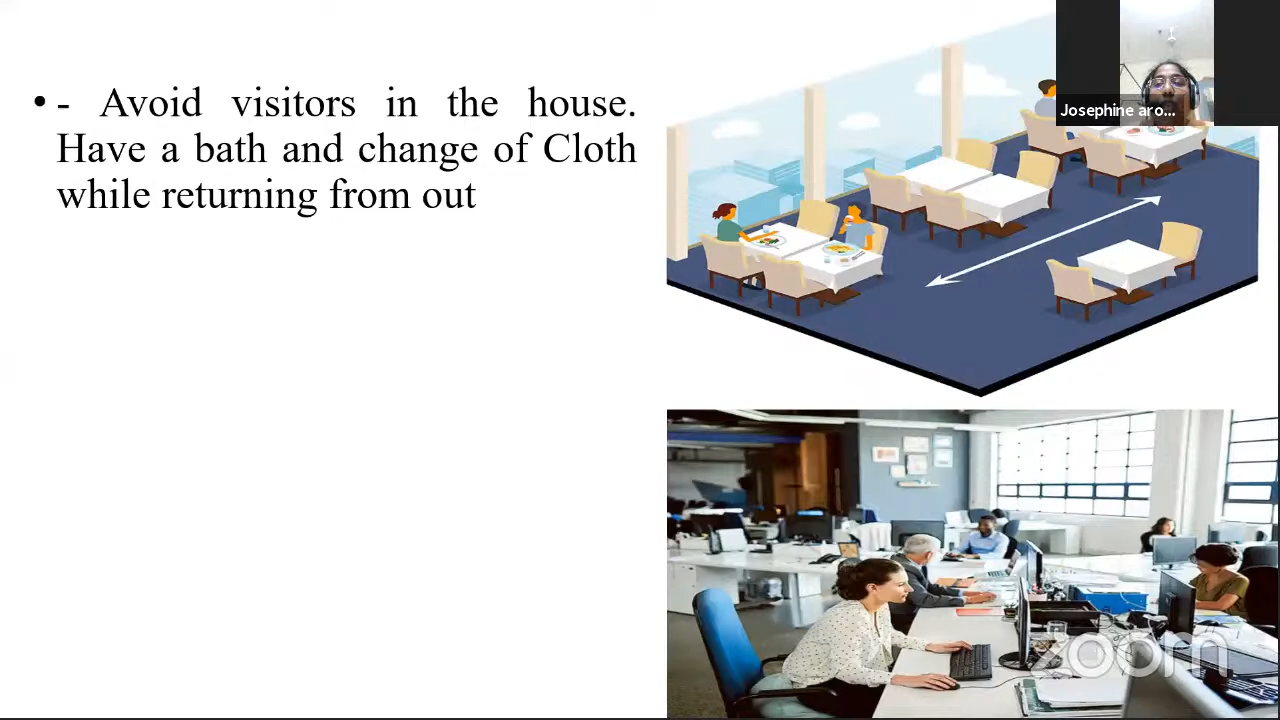 • - Avoid visitors in the house.
Have a bath and change of Cloth
while returning from out
Josephine aro...
zoom